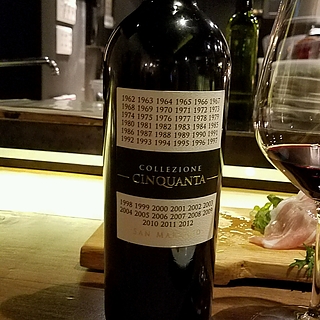 1962 1963 1964 1965 1966 1967
1968 1969 1970 1971 1972 1973
1974 1975 1976 1977 1978 1979
1980 1981 1982 1983 1984 1985
1986 1987 1988 1989 1990 1991
1992 1993 1994 1995 1996 1997
COLLEZIONE
CINQUANTA
1998 1999 2000 2001 2002 2003
2004 2005 2006 2007 2008 2009
2010 2011 2012
SAN MARZANO